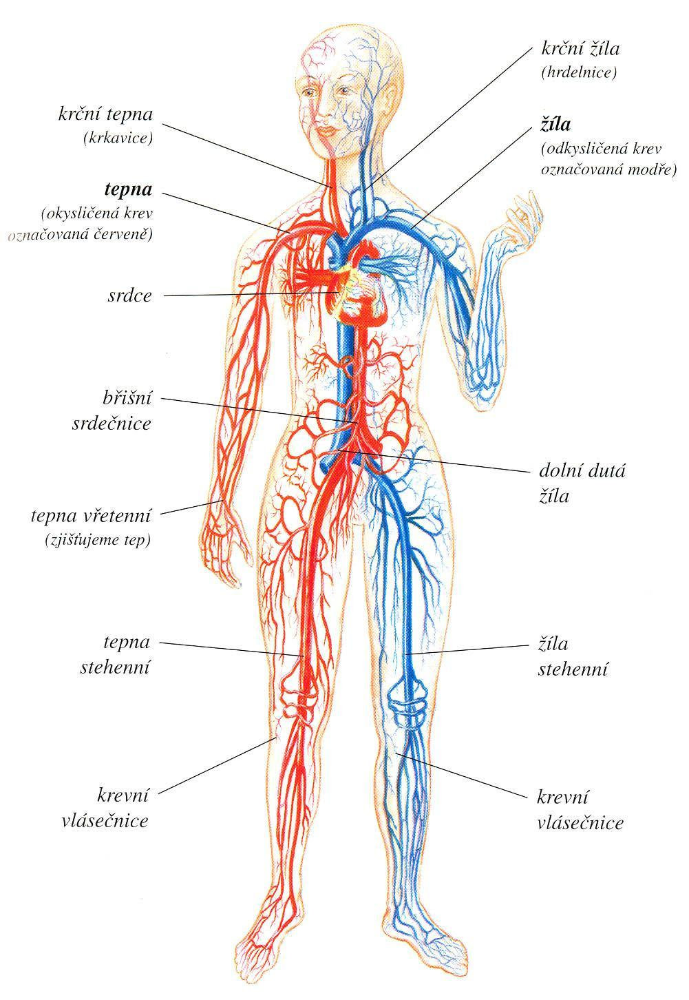 krční tepna
(krkavice)
tepna
(okysličená krev
označovaná červeně)
srdce
břišní
srdečnice
tepna vřetenní
(zjišťujeme tep)
tepna
stehenní
krevní
vlásečnice
krční žíla
(hrdelnice)
žíla
(odkysličená krev
označovaná modře)
dolní dutá
žíla
žíla
stehenní
krevní
vlásečnice